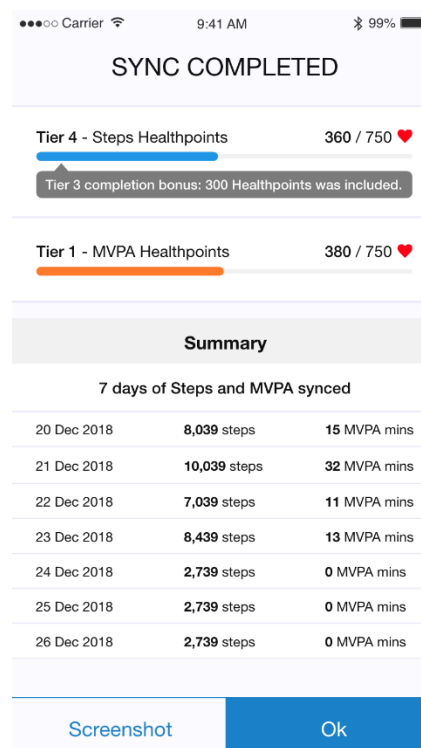 Carrier 9:41 AM 99%
SYNC COMPLETED
Tier 4 - Steps Healthpoints 360 / 750
Tier 3 completion bonus: 300 Healthpoints was included.
Tier 1 - MVPA Healthpoints 380 / 750
Summary
7 days of Steps and MVPA synced
20 Dec 2018 8,039 steps 15 MVPA mins
21 Dec 2018 10,039 steps 32 MVPA mins
22 Dec 2018 7,039 steps 11 MVPA mins
23 Dec 2018 8,439 steps 13 MVPA mins
24 Dec 2018 2,739 steps 0 MVPA mins
25 Dec 2018 2,739 steps 0 MVPA mins
26 Dec 2018 2,739 steps 0 MVPA mins
Screenshot Ok